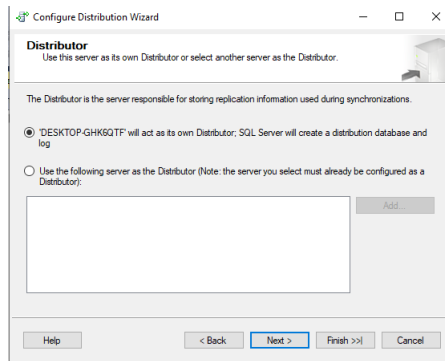 Configure Distribution Wizard
Distributor
Use this server as its own Distributor or select another server as the Distributor.
The Distributor is the server responsible for storing replication information used during synchronizations.
'DESKTOP-GHK6QTF' will act as its own Distributor; SQL Server will create a distribution database and
log
Use the following server as the Distributor (Note: the server you select must already be configured as a
Distributor):
Add...
Help
< Back
Next >
Finish >>|
Cancel